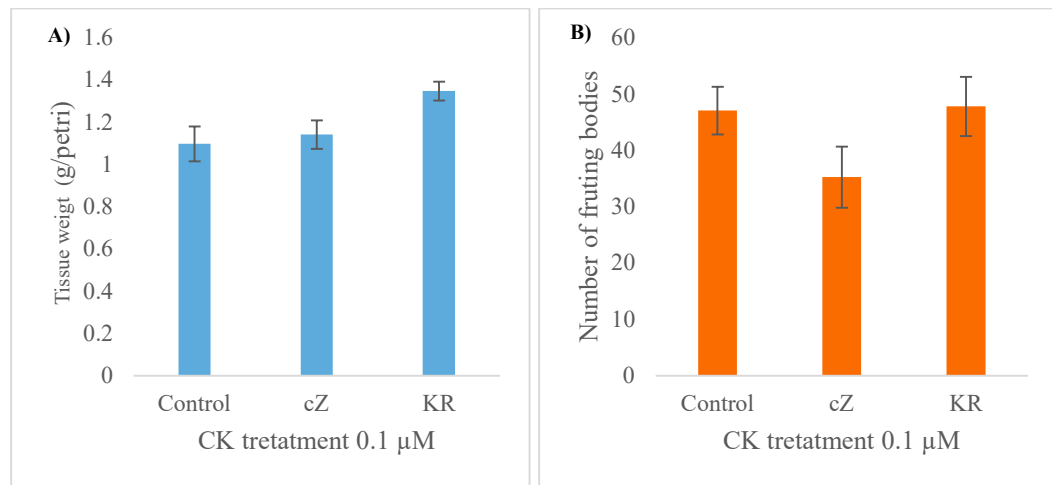 A)
Tissue weigt (g/petri)
1.6
1.4
1.2
1
0.8
0.6
0.4
0.2
0
Control cZ KR
CK tretatment 0.1 µM
B)
Number of fruting bodies
60
50
40
30
20
10
0
Control cZ KR
CK tretatment 0.1 µM